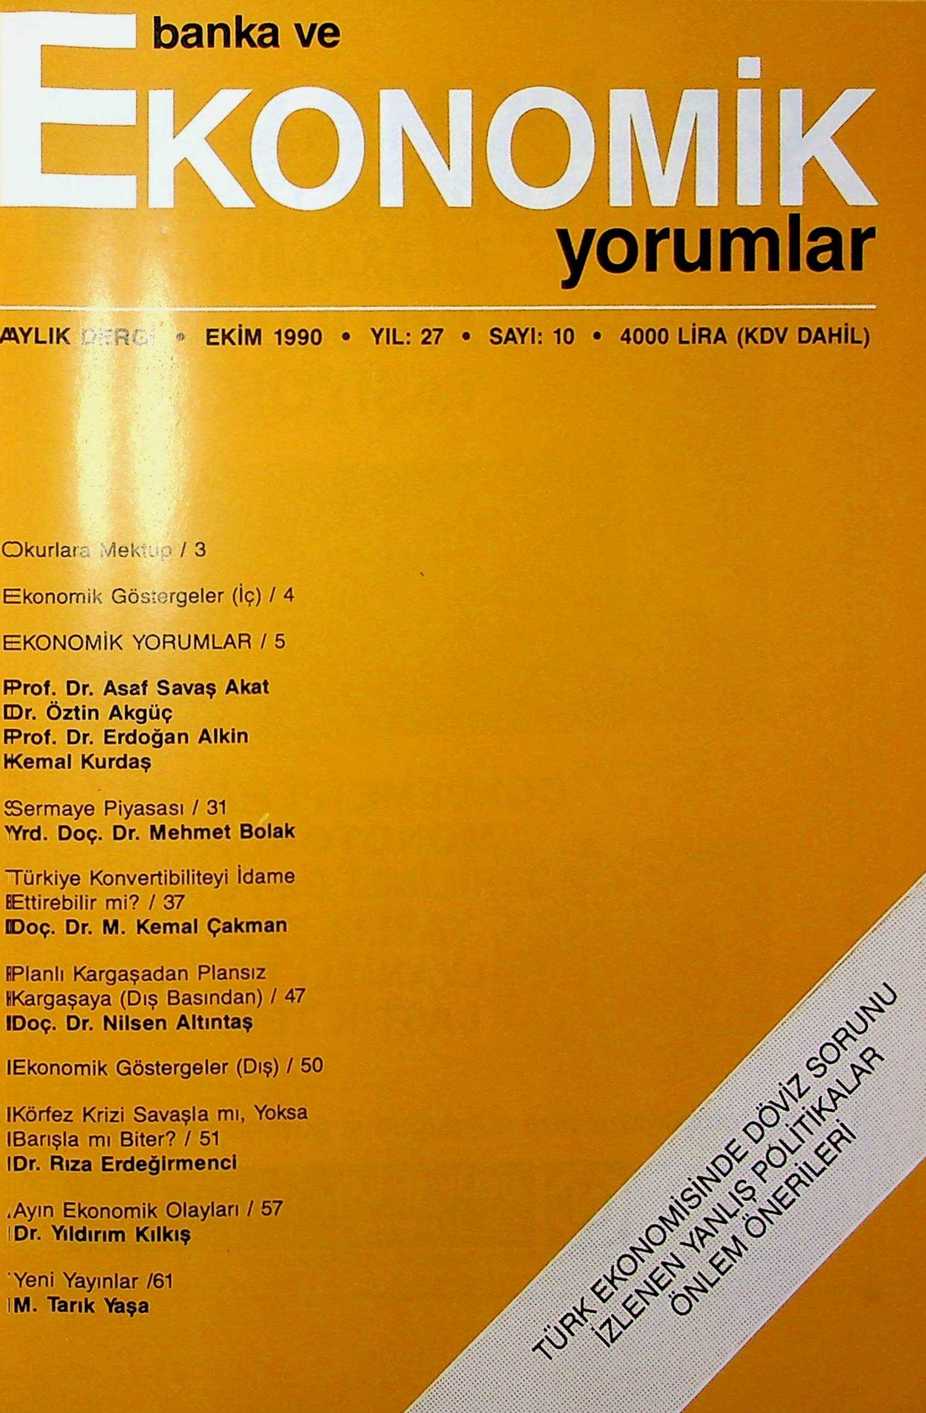 banka ve
EKONOMİK
yorumlar
AYLIK DERGİ • EKİM 1990 • YIL: 27 • SAYI: 10 • 4000 LİRA (KDV DAHİL)
Okurlara Mektup / 3
Ekonomik Göstergeler (İç) / 4
EKONOMİK YORUMLAR / 5
Prof. Dr. Asaf Savaş Akat
Dr. Öztin Akgüç
Prof. Dr. Erdoğan Alkin
Kemal Kurdaş
Sermaye Piyasası / 31
Yrd. Doç. Dr. Mehmet Bolak
Türkiye Konvertibiliteyi İdame
Ettirebilir mi? / 37
Doç. Dr. M. Kemal Çakman
Planlı Kargaşadan Plansız
Kargaşaya (Dış Basından) / 47
Doç. Dr. Nilsen Altıntaş
Ekonomik Göstergeler (Dış) / 50
Körfez Krizi Savaşla mı, Yoksa
Barışla mı Biter? / 51
Dr. Rıza Erdeğirmenci
Ayın Ekonomik Olayları / 57
Dr. Yıldırım Kılkış
Yeni Yayınlar /61
M. Tarık Yaşa
TÜRK EKONOMİSİNDE DÖVİZ SORUNU
İZLENEN YANLIŞ POLİTİKALAR
ÖNLEM ÖNERİLERİ